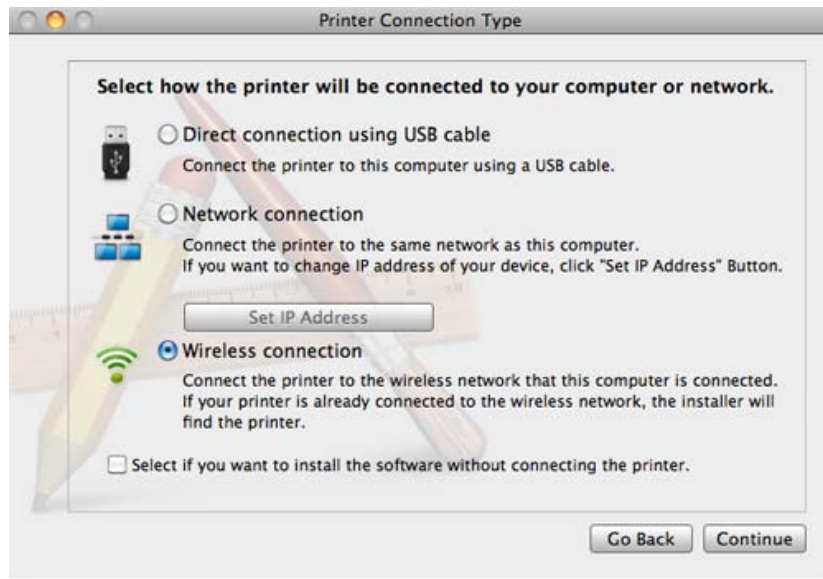 Printer Connection Type
Select how the printer will be connected to your computer or network.
Direct connection using USB cable
Connect the printer to this computer using a USB cable.
Network connection
Connect the printer to the same network as this computer.
If you want to change IP address of your device, click "Set IP Address" Button.
Set IP Address
Wireless connection
Connect the printer to the wireless network that this computer is connected.
If your printer is already connected to the wireless network, the installer will
find the printer.
Select if you want to install the software without connecting the printer.
Go Back Continue